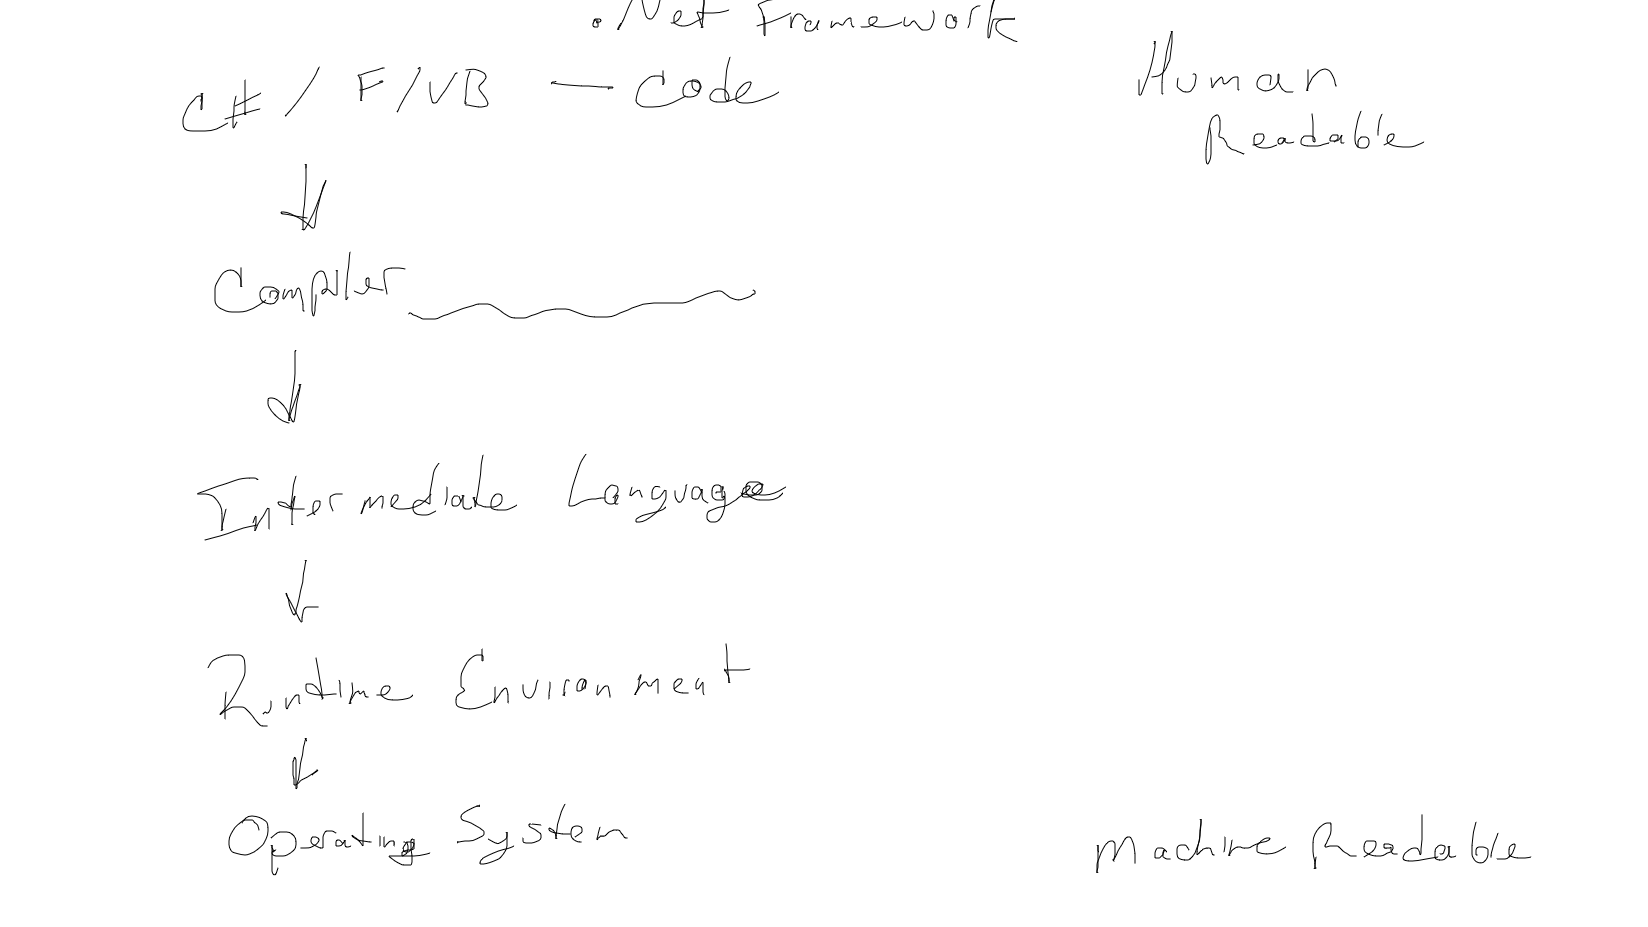 .Net Framework
C# / F/VB — Code
Human
Readable
Compiler
Intermediate Language
Runtime Environment
Operating System
Machine Readable